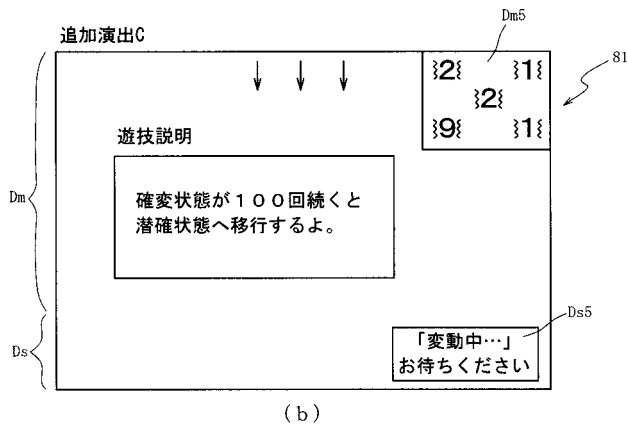 追加演出C
Dm5
81
2 1
2
9 1
遊技説明
確変状態が100回続くと
潜確状態へ移行するよ。
Dm
Ds
Ds5
「変動中…」
お待ちください
(b)